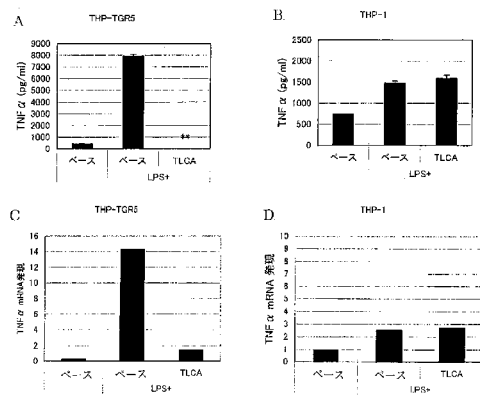 A
THP-TGR5
TNFα (pg/ml)
9000
8000
7000
6000
5000
4000
3000
2000
1000
0
**
ベース
ベース
TLCA
LPS+
B.
THP-1
TNFα (pg/ml)
2500
2000
1500
1000
500
0
ベース
ベース
TLCA
LPS+
C
THP-TGR5
TNFα mRNA発現
16
14
12
10
8
6
4
2
0
ベース
ベース
TLCA
LPS+
D.
THP-1
TNFα mRNA 発現
10
9
8
7
6
5
4
3
2
1
0
ベース
ベース
TLCA
LPS+